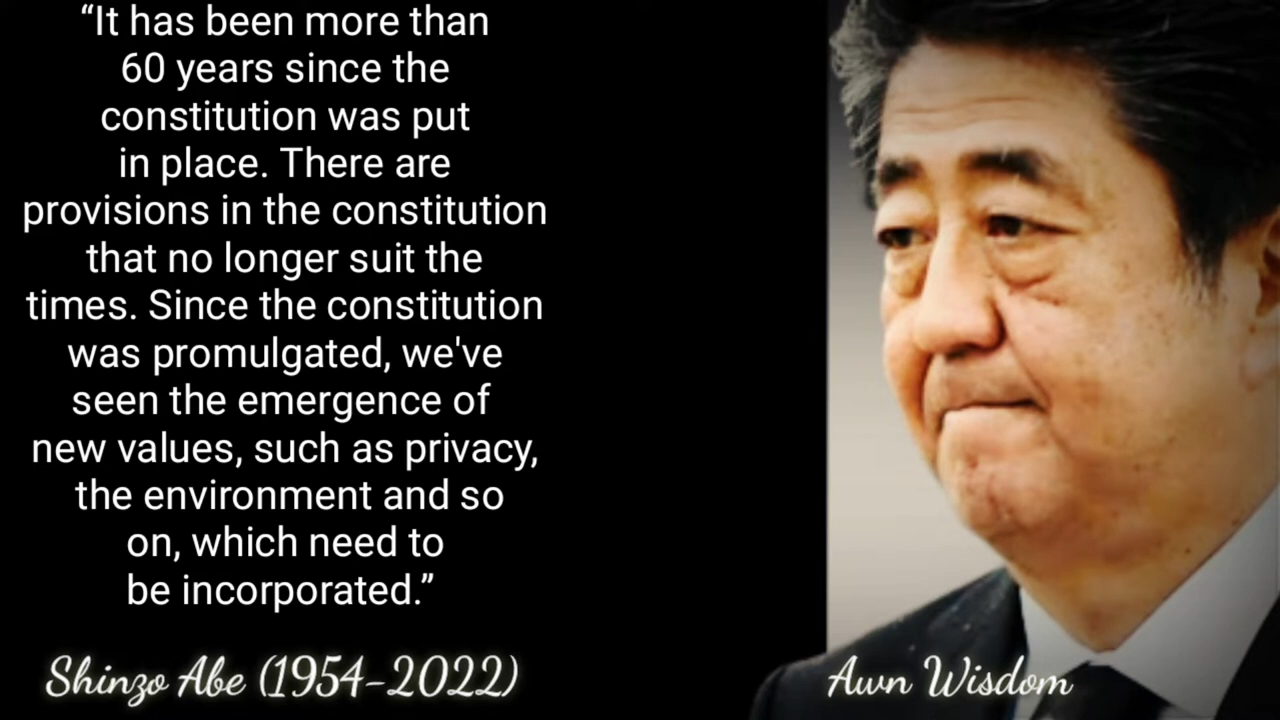 “It has been more than
60 years since the
constitution was put
in place. There are
provisions in the constitution
that no longer suit the
times. Since the constitution
was promulgated, we've
seen the emergence of
new values, such as privacy,
the environment and so
on, which need to
be incorporated.”
Shinzo Abe (1954-2022)
Awn Wisdom